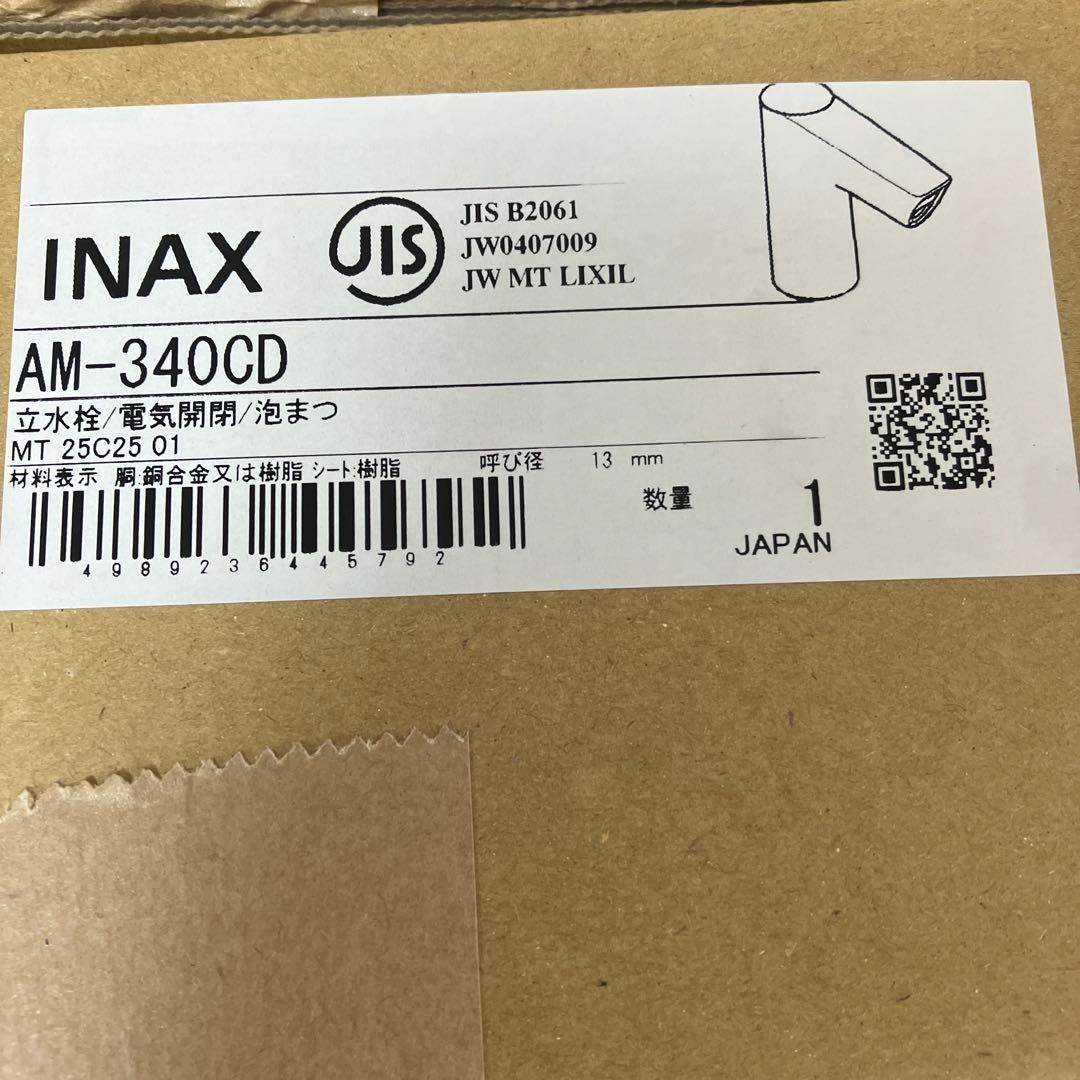 INAX
JIS
JIS B2061
JW0407009
JW MT LIXIL
AM-340CD
立水栓/電気開閉/泡まつ
MT 25C25 01
材料表示 胴:銅合金又は樹脂 シート:樹脂
呼び径 13 mm
数量 1
JAPAN
4989236445792